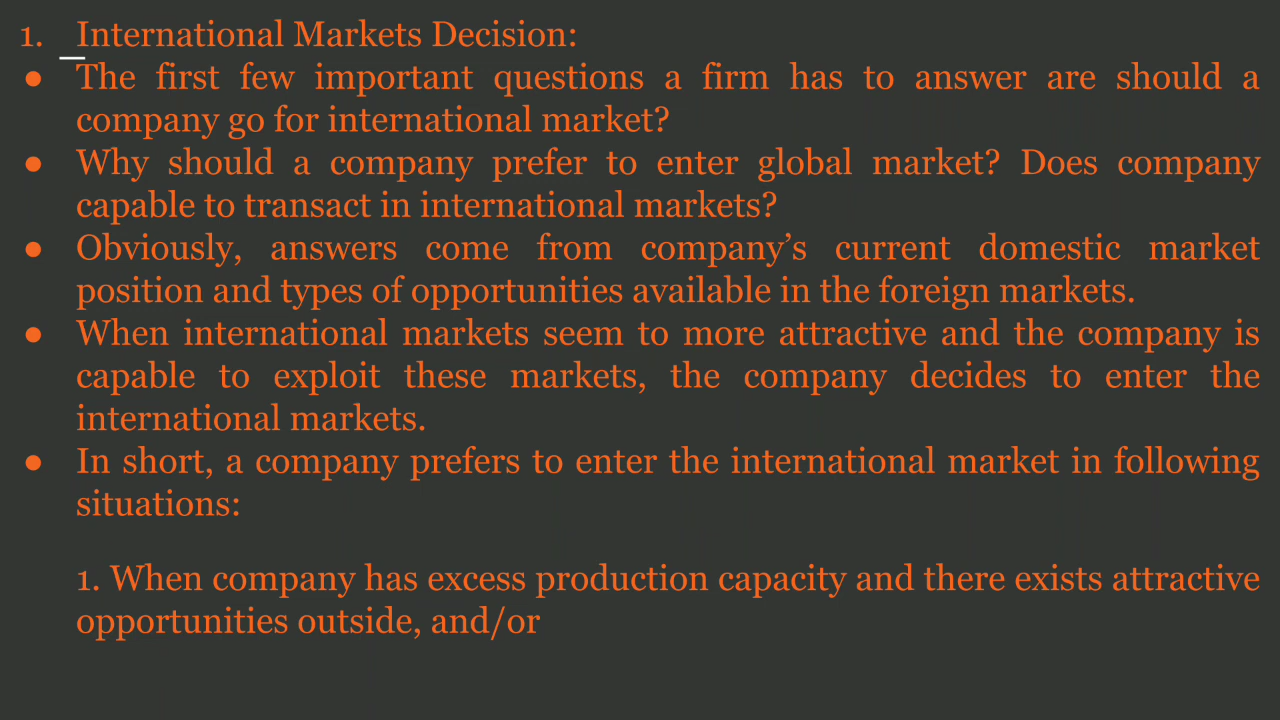 1. International Markets Decision:
● The first few important questions a firm has to answer are should a
company go for international market?
● Why should a company prefer to enter global market? Does company
capable to transact in international markets?
● Obviously, answers come from company’s current domestic market
position and types of opportunities available in the foreign markets.
● When international markets seem to more attractive and the company is
capable to exploit these markets, the company decides to enter the
international markets.
● In short, a company prefers to enter the international market in following
situations:
1. When company has excess production capacity and there exists attractive
opportunities outside, and/or